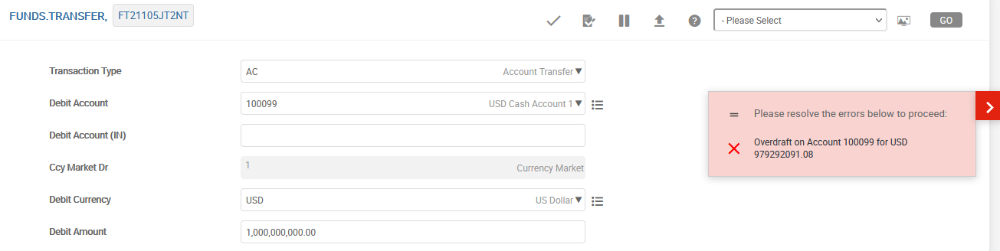 FUNDS.TRANSFER, FT21105JT2NT
- Please Select GO
Transaction Type AC Account Transfer
Debit Account 100099 USD Cash Account 1
Debit Account (IN)
Ccy Market Dr 1 Currency Market
Debit Currency USD US Dollar
Debit Amount 1,000,000,000.00
Please resolve the errors below to proceed:
Overdraft on Account 100099 for USD
979292091.08